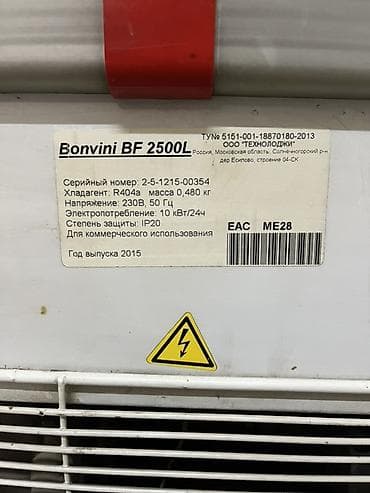 Bonvini BF 2500L
ТУ№ 5151-001-18870180-2013
ООО "ТЕХНОЛОДЖИ"
Россия, Московская область, Солнечногорский р-н
дер Есипово, строение 04-СК
Серийный номер: 2-5-1215-00354
Хладагент: R404a масса 0,480 кг
Напряжение: 230В, 50 Гц
Электропотребление: 10 кВт/24ч
Степень защиты: IP20
Для коммерческого использования
EAC ME28
Год выпуска 2015